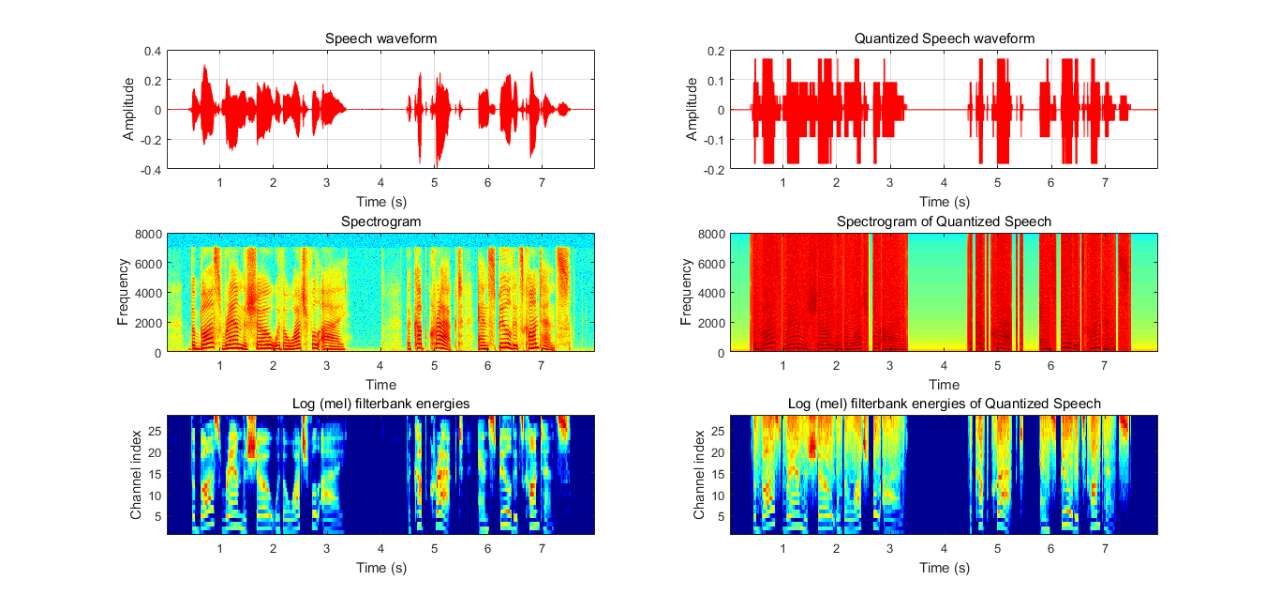 Speech waveform
Amplitude
0.4
0.2
0
-0.2
-0.4
1 2 3 4 5 6 7
Time (s)
Quantized Speech waveform
Amplitude
0.2
0.1
0
-0.1
-0.2
1 2 3 4 5 6 7
Time (s)
Spectrogram
Frequency
8000
6000
4000
2000
0
1 2 3 4 5 6 7
Time
Spectrogram of Quantized Speech
Frequency
8000
6000
4000
2000
0
1 2 3 4 5 6 7
Time
Log (mel) filterbank energies
Channel index
25
20
15
10
5
1 2 3 4 5 6 7
Time (s)
Log (mel) filterbank energies of Quantized Speech
Channel index
25
20
15
10
5
1 2 3 4 5 6 7
Time (s)